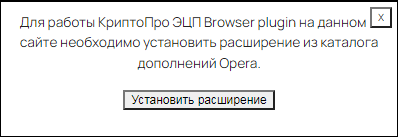 Для работы КриптоПро ЭЦП Browser plugin на данном
x
сайте необходимо установить расширение из каталога
дополнений Opera.
Установить расширение